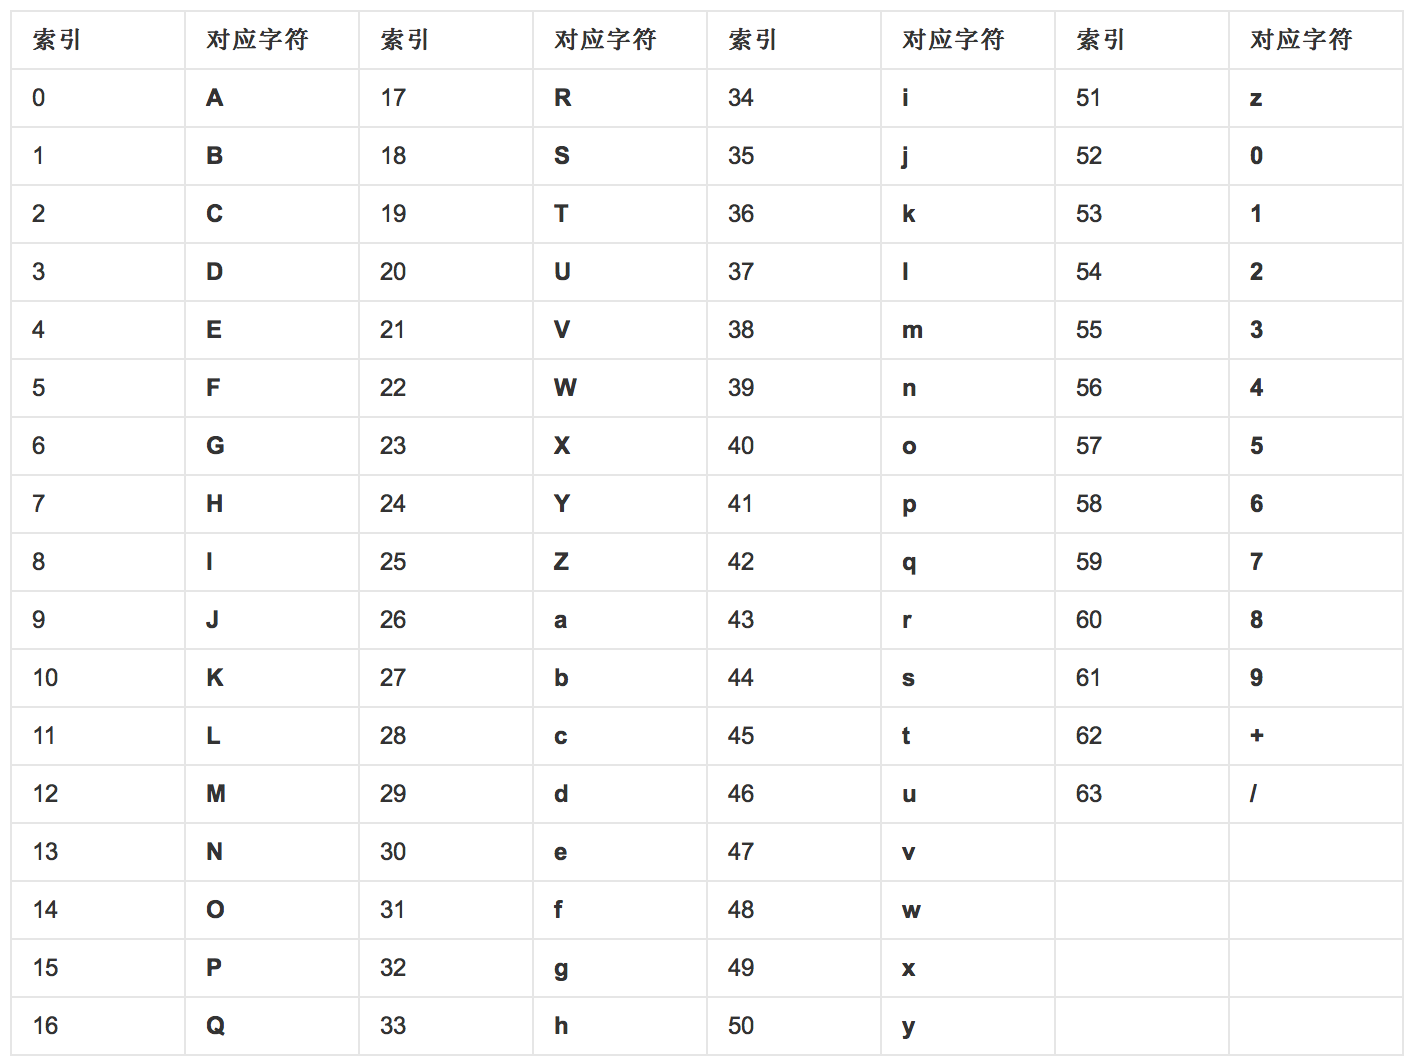 索引 对应字符 索引 对应字符 索引 对应字符 索引 对应字符
0 A 17 R 34 i 51 z
1 B 18 S 35 j 52 0
2 C 19 T 36 k 53 1
3 D 20 U 37 l 54 2
4 E 21 V 38 m 55 3
5 F 22 W 39 n 56 4
6 G 23 X 40 o 57 5
7 H 24 Y 41 p 58 6
8 I 25 Z 42 q 59 7
9 J 26 a 43 r 60 8
10 K 27 b 44 s 61 9
11 L 28 c 45 t 62 +
12 M 29 d 46 u 63 /
13 N 30 e 47 v
14 O 31 f 48 w
15 P 32 g 49 x
16 Q 33 h 50 y